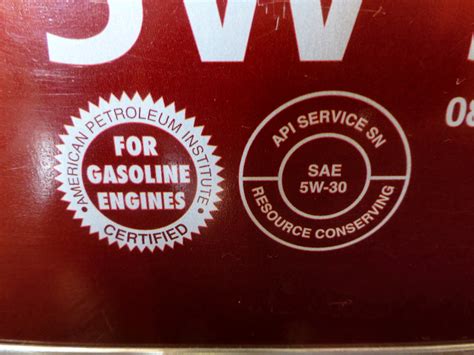 5W
08
AMERICAN PETROLEUM INSTITUTE
FOR
GASOLINE
ENGINES
CERTIFIED
API SERVICE SN
SAE
5W-30
RESOURCE CONSERVING